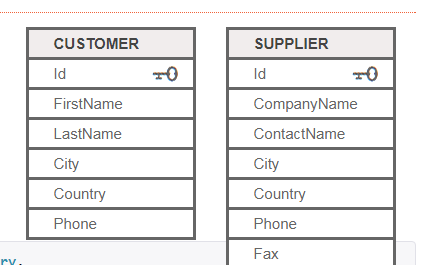 CUSTOMER
Id
FirstName
LastName
City
Country
Phone
SUPPLIER
Id
CompanyName
ContactName
City
Country
Phone
Fax